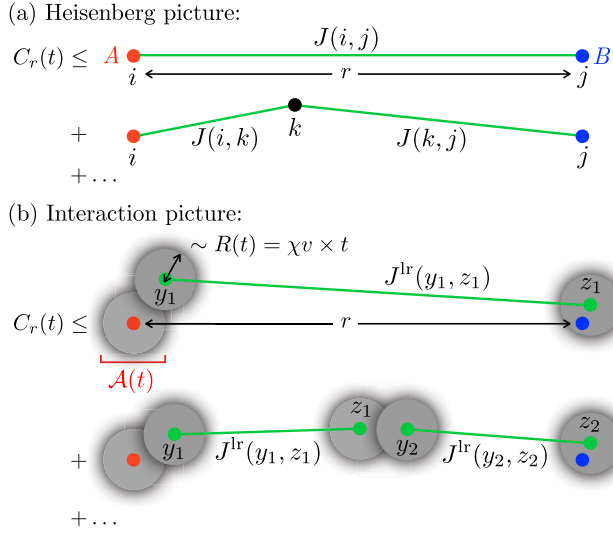 (a) Heisenberg picture:
C_r(t) ≤ A J(i, j) B
i r j
+ i J(i, k) k J(k, j) j
+ …
(b) Interaction picture:
∼ R(t) = χv × t
y_1 J^{lr}(y_1, z_1) z_1
C_r(t) ≤ r
𝒜(t)
+ y_1 J^{lr}(y_1, z_1) z_1 y_2 J^{lr}(y_2, z_2) z_2
+ …